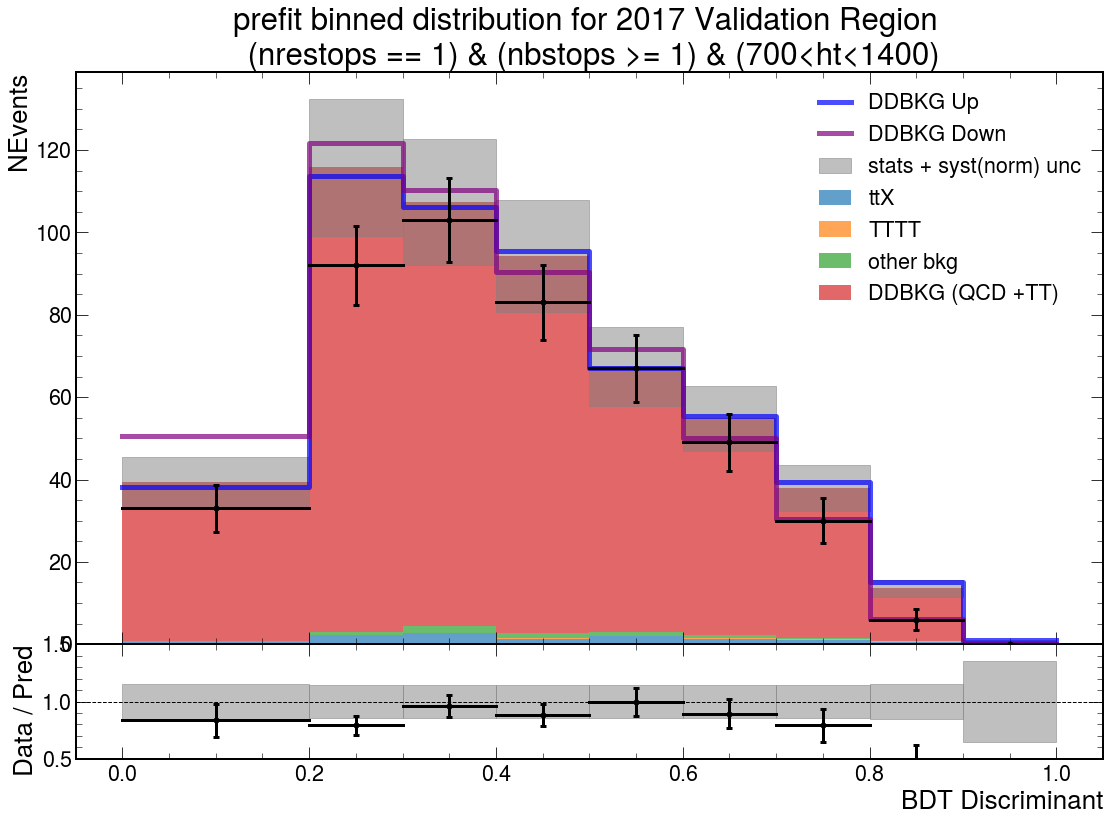 prefit binned distribution for 2017 Validation Region
(nrestops == 1) & (nbstops >= 1) & (700<ht<1400)
NEvents
120
100
80
60
40
20
0
DDBKG Up
DDBKG Down
stats + syst(norm) unc
ttX
TTTT
other bkg
DDBKG (QCD +TT)
Data / Pred
1.5
1.0
0.5
0.0
0.2
0.4
0.6
0.8
1.0
BDT Discriminant